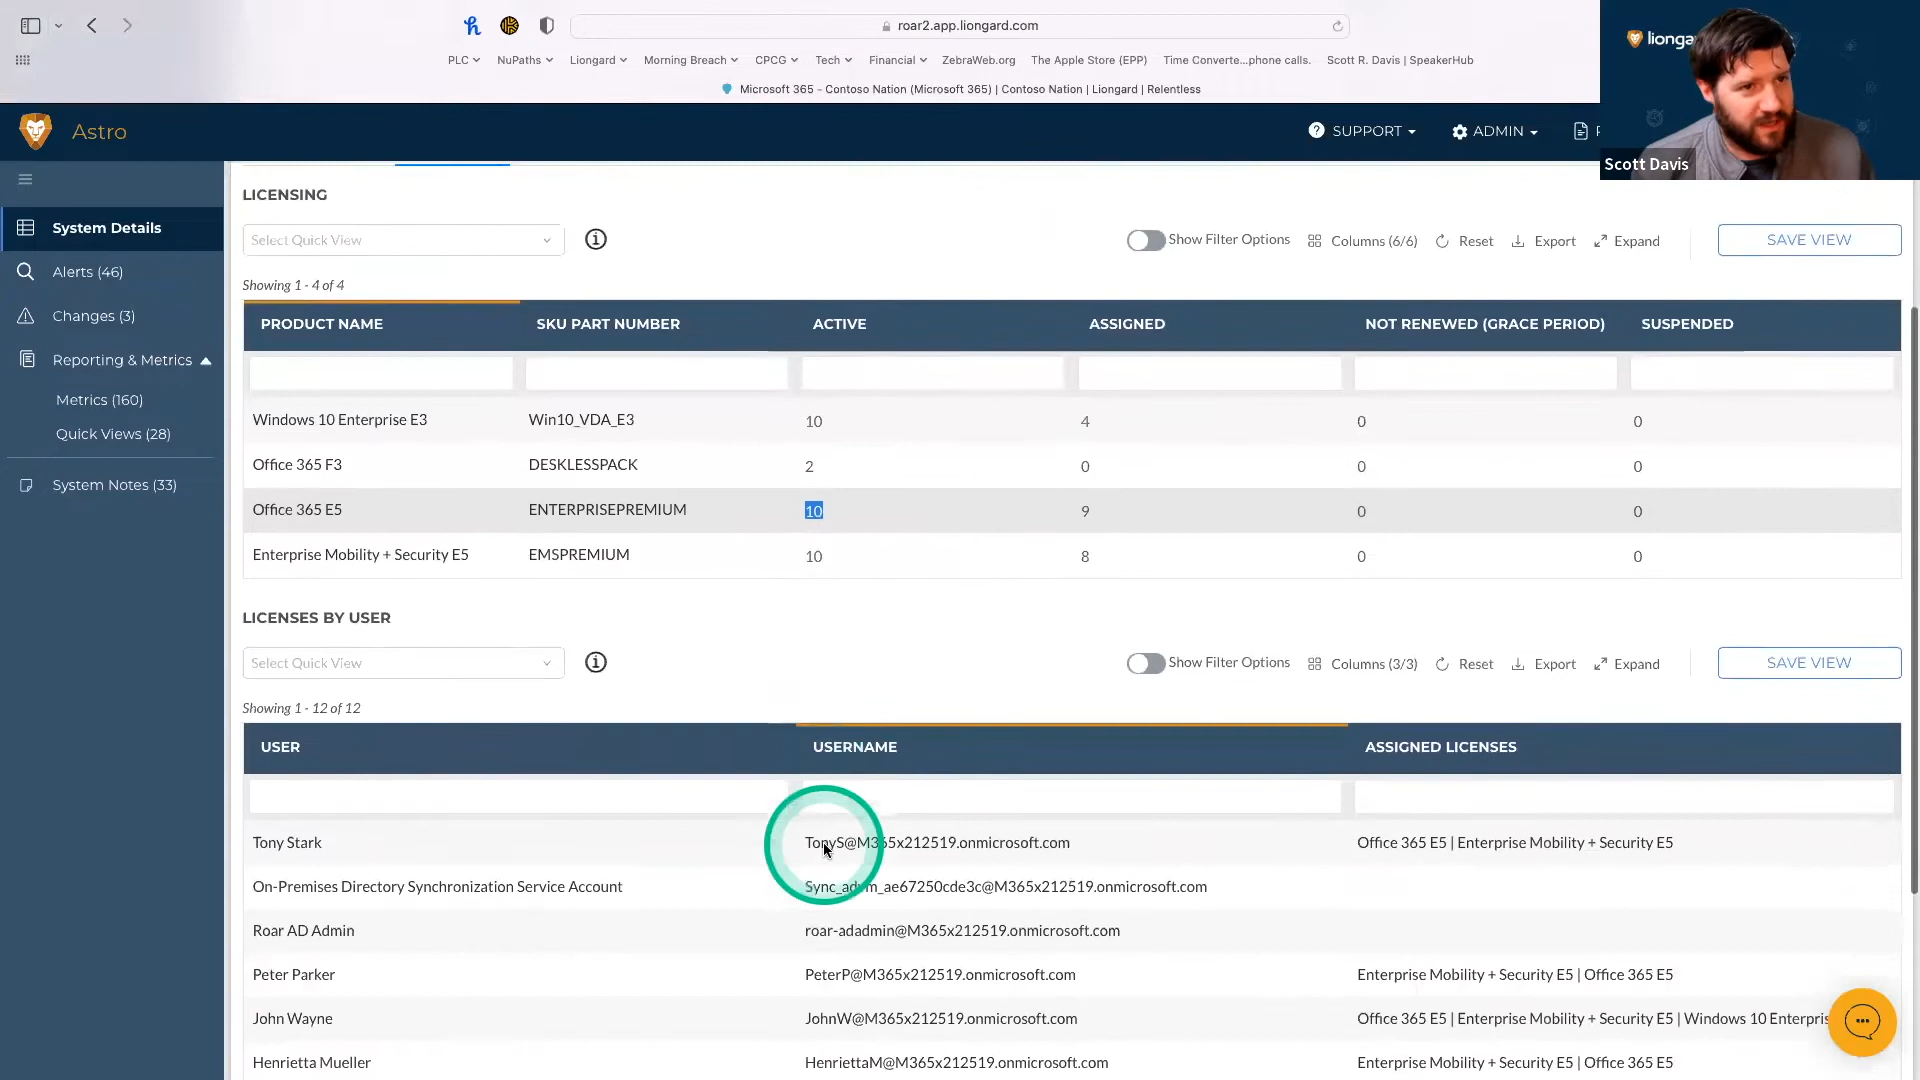 roar2.app.liongard.com
PLC NuPaths Liongard Morning Breach CPCG Tech Financial ZebraWeb.org The Apple Store (EPP) Time Converte...phone calls. Scott R. Davis | SpeakerHub
Microsoft 365 - Contoso Nation (Microsoft 365) | Contoso Nation | Liongard | Relentless
Scott Davis
Astro
SUPPORT ADMIN
System Details
Alerts (46)
Changes (3)
Reporting & Metrics
Metrics (160)
Quick Views (28)
System Notes (33)
LICENSING
Select Quick View Show Filter Options Columns (6/6) Reset Export Expand SAVE VIEW
Showing 1 - 4 of 4
PRODUCT NAME SKU PART NUMBER ACTIVE ASSIGNED NOT RENEWED (GRACE PERIOD) SUSPENDED
Windows 10 Enterprise E3 Win10_VDA_E3 10 4 0 0
Office 365 F3 DESKLESSPACK 2 0 0 0
Office 365 E5 ENTERPRISEPREMIUM 10 9 0 0
Enterprise Mobility + Security E5 EMSPREMIUM 10 8 0 0
LICENSES BY USER
Select Quick View Show Filter Options Columns (3/3) Reset Export Expand SAVE VIEW
Showing 1 - 12 of 12
USER USERNAME ASSIGNED LICENSES
Tony Stark TonyS@M365x212519.onmicrosoft.com Office 365 E5 | Enterprise Mobility + Security E5
On-Premises Directory Synchronization Service Account Sync_advm_ae67250cde3c@M365x212519.onmicrosoft.com
Roar AD Admin roar-adadmin@M365x212519.onmicrosoft.com
Peter Parker PeterP@M365x212519.onmicrosoft.com Enterprise Mobility + Security E5 | Office 365 E5
John Wayne JohnW@M365x212519.onmicrosoft.com Office 365 E5 | Enterprise Mobility + Security E5 | Windows 10 Enterpris
Henrietta Mueller HenriettaM@M365x212519.onmicrosoft.com Enterprise Mobility + Security E5 | Office 365 E5